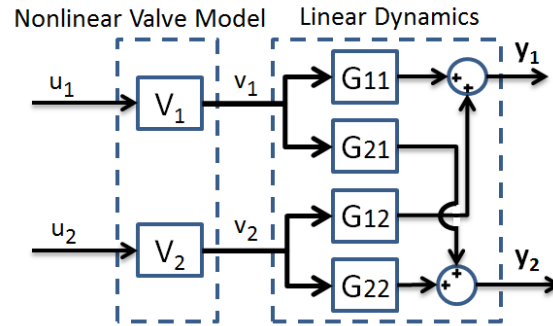 Nonlinear Valve Model
Linear Dynamics
u1
V1
v1
G11
+
+
y1
G21
G12
u2
V2
v2
G22
+
+
y2